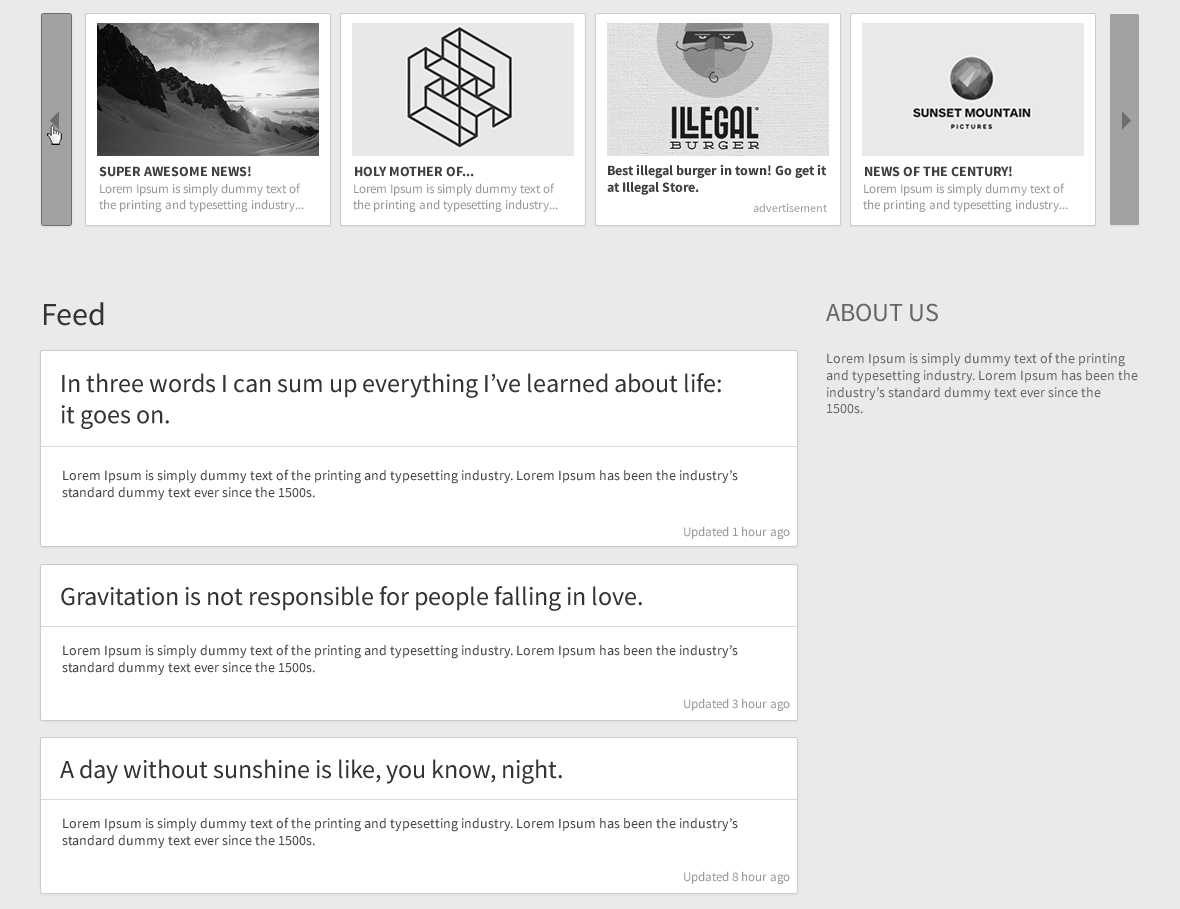 SUPER AWESOME NEWS!
Lorem Ipsum is simply dummy text of
the printing and typesetting industry...
HOLY MOTHER OF...
Lorem Ipsum is simply dummy text of
the printing and typesetting industry...
ILLEGAL
BURGER
Best illegal burger in town! Go get it
at Illegal Store.
advertisement
SUNSET MOUNTAIN
PICTURES
NEWS OF THE CENTURY!
Lorem Ipsum is simply dummy text of
the printing and typesetting industry...
Feed
In three words I can sum up everything I’ve learned about life:
it goes on.
Lorem Ipsum is simply dummy text of the printing and typesetting industry. Lorem Ipsum has been the industry’s
standard dummy text ever since the 1500s.
Updated 1 hour ago
Gravitation is not responsible for people falling in love.
Lorem Ipsum is simply dummy text of the printing and typesetting industry. Lorem Ipsum has been the industry’s
standard dummy text ever since the 1500s.
Updated 3 hour ago
A day without sunshine is like, you know, night.
Lorem Ipsum is simply dummy text of the printing and typesetting industry. Lorem Ipsum has been the industry’s
standard dummy text ever since the 1500s.
Updated 8 hour ago
ABOUT US
Lorem Ipsum is simply dummy text of the printing
and typesetting industry. Lorem Ipsum has been the
industry’s standard dummy text ever since the
1500s.